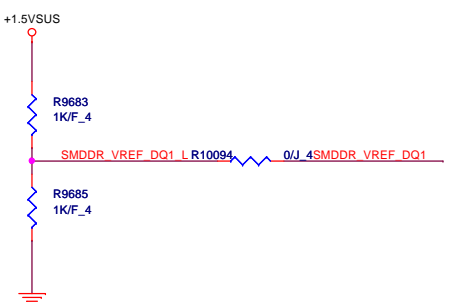 +1.5VSUS
R9683
1K/F_4
SMDDR_VREF_DQ1_L R10094 0/J_4 SMDDR_VREF_DQ1
R9685
1K/F_4